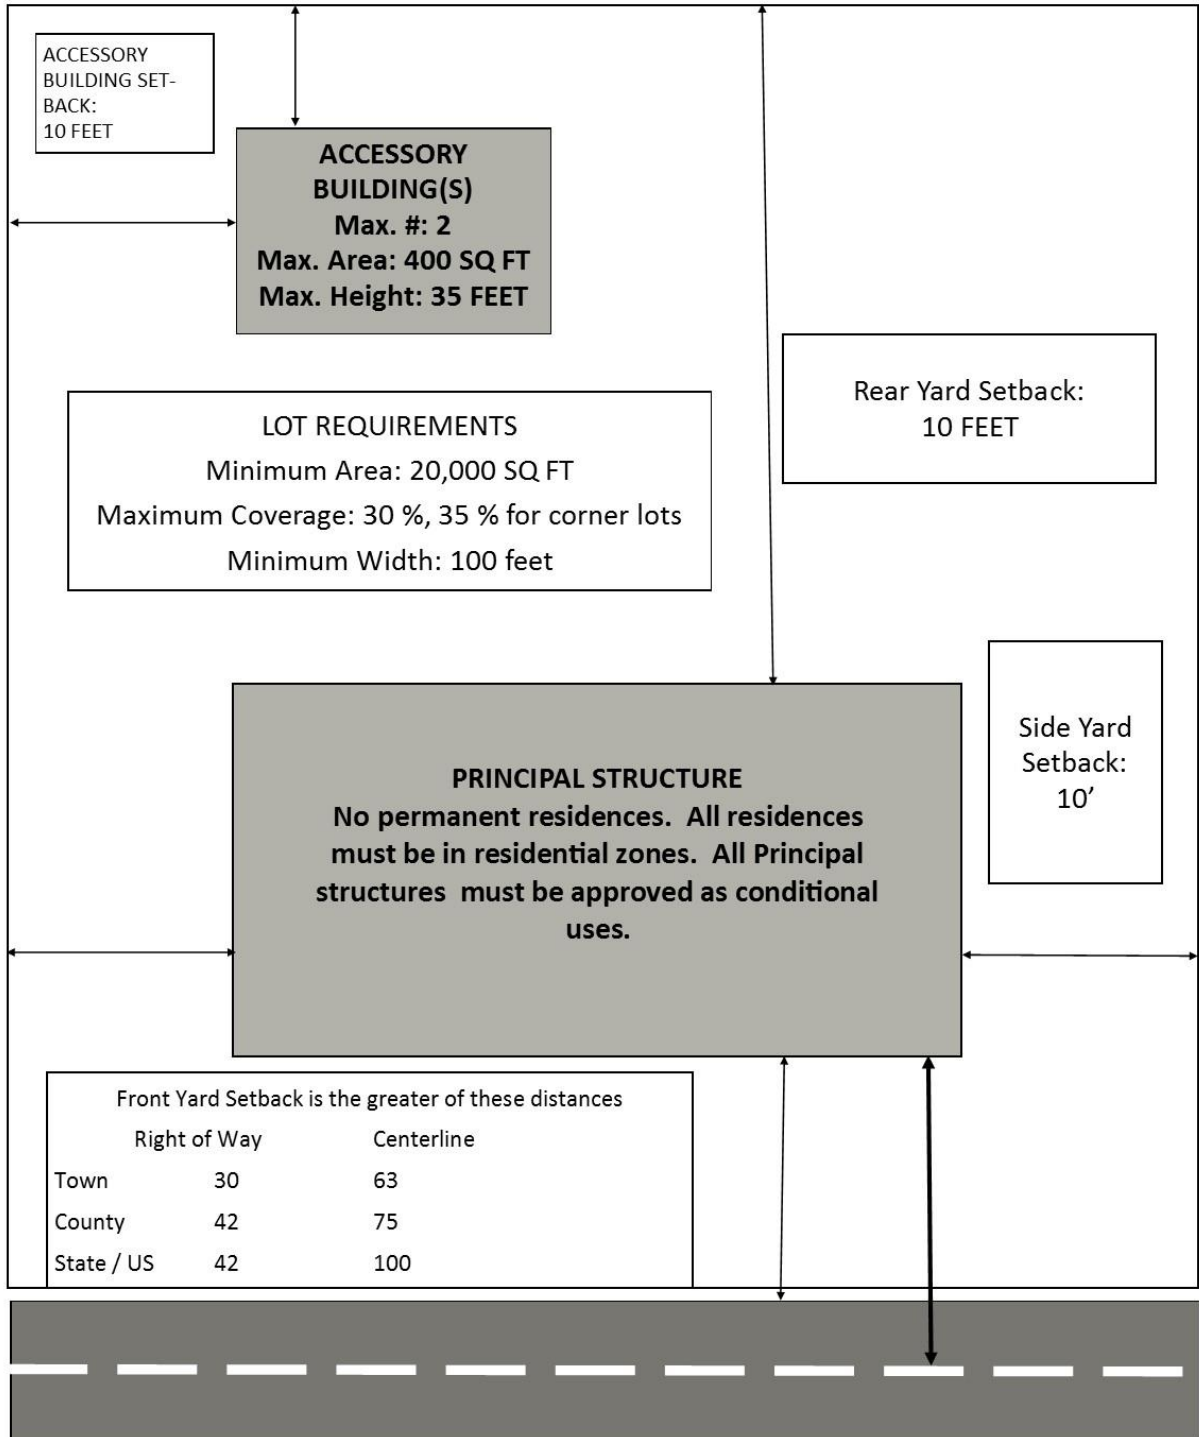 ACCESSORY
BUILDING SET-
BACK:
10 FEET
ACCESSORY
BUILDING(S)
Max. #: 2
Max. Area: 400 SQ FT
Max. Height: 35 FEET
Rear Yard Setback:
10 FEET
LOT REQUIREMENTS
Minimum Area: 20,000 SQ FT
Maximum Coverage: 30 %, 35 % for corner lots
Minimum Width: 100 feet
Side Yard
Setback:
10’
PRINCIPAL STRUCTURE
No permanent residences. All residences
must be in residential zones. All Principal
structures must be approved as conditional
uses.
Front Yard Setback is the greater of these distances
Right of Way Centerline
Town 30 63
County 42 75
State / US 42 100